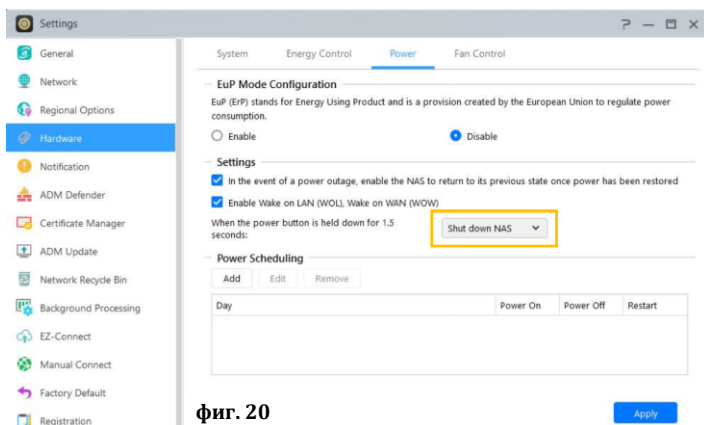 Settings
General
Network
Regional Options
Hardware
Notification
ADM Defender
Certificate Manager
ADM Update
Network Recycle Bin
Background Processing
EZ-Connect
Manual Connect
Factory Default
Registration
System Energy Control Power Fan Control
EuP Mode Configuration
EuP (ErP) stands for Energy Using Product and is a provision created by the European Union to regulate power
consumption.
Enable Disable
Settings
In the event of a power outage, enable the NAS to return to its previous state once power has been restored
Enable Wake on LAN (WOL), Wake on WAN (WOW)
When the power button is held down for 1.5
seconds:
Shut down NAS
Power Scheduling
Add Edit Remove
Day Power On Power Off Restart
фиг. 20
Apply